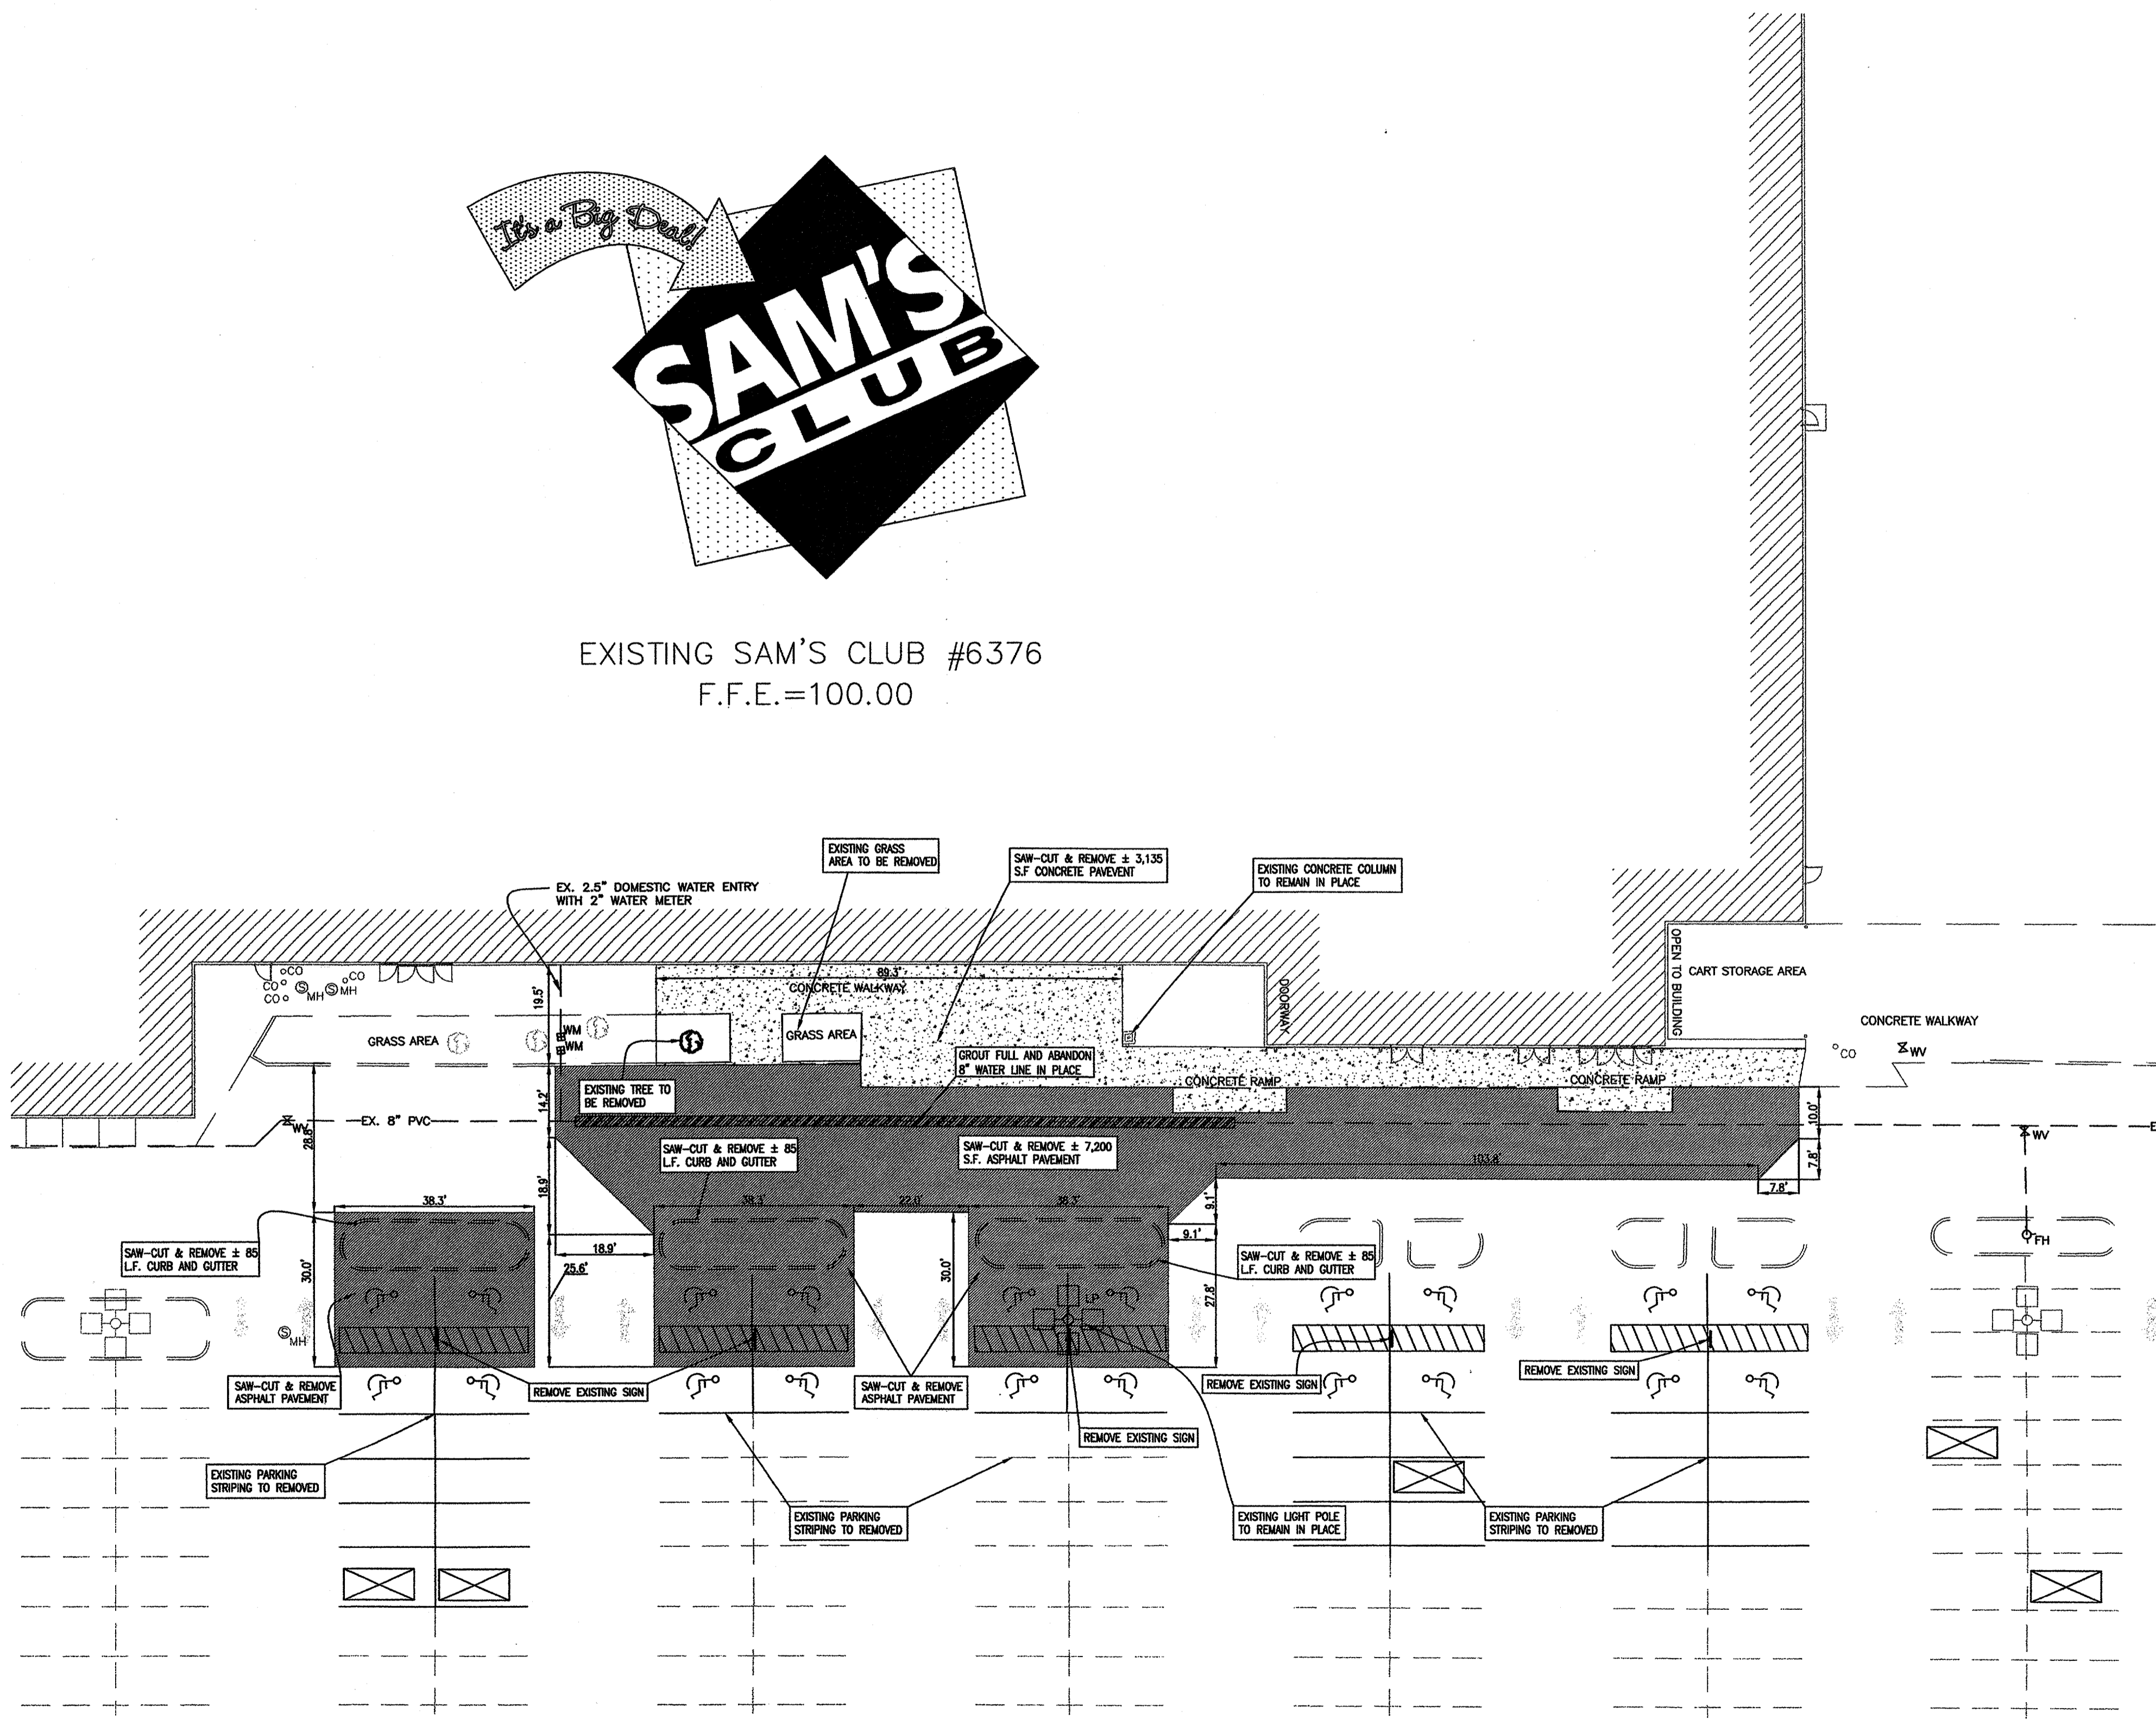 It's a Big Deal!
SAM'S
CLUB
EXISTING SAM'S CLUB #6376
F.F.E.=100.00
EXISTING GRASS
AREA TO BE REMOVED
SAW-CUT & REMOVE ± 3,135
S.F CONCRETE PAVEVENT
EXISTING CONCRETE COLUMN
TO REMAIN IN PLACE
EX. 2.5" DOMESTIC WATER ENTRY
WITH 2" WATER METER
OPEN TO BUILDING
CART STORAGE AREA
CO
CO
CO
CO
MH
MH
S
S
19.5'
89.3'
CONCRETE WALKWAY
DOORWAY
CONCRETE WALKWAY
WM
WM
GRASS AREA
GRASS AREA
CO
WV
GROUT FULL AND ABANDON
8" WATER LINE IN PLACE
CONCRETE RAMP
CONCRETE RAMP
EXISTING TREE TO
BE REMOVED
14.2'
10.0'
WV
EX. 8" PVC
28.8'
E
WV
SAW-CUT & REMOVE ± 85
L.F. CURB AND GUTTER
SAW-CUT & REMOVE ± 7,200
S.F. ASPHALT PAVEMENT
103.8'
7.8'
7.8'
18.9'
38.3'
38.3'
22.0'
38.3'
9.1'
9.1'
18.9'
25.6'
FH
SAW-CUT & REMOVE ± 85
L.F. CURB AND GUTTER
SAW-CUT & REMOVE ± 85
L.F. CURB AND GUTTER
30.0'
30.0'
27.8'
LP
S
MH
SAW-CUT & REMOVE
ASPHALT PAVEMENT
REMOVE EXISTING SIGN
SAW-CUT & REMOVE
ASPHALT PAVEMENT
REMOVE EXISTING SIGN
REMOVE EXISTING SIGN
REMOVE EXISTING SIGN
EXISTING PARKING
STRIPING TO REMOVED
EXISTING PARKING
STRIPING TO REMOVED
EXISTING LIGHT POLE
TO REMAIN IN PLACE
EXISTING PARKING
STRIPING TO REMOVED